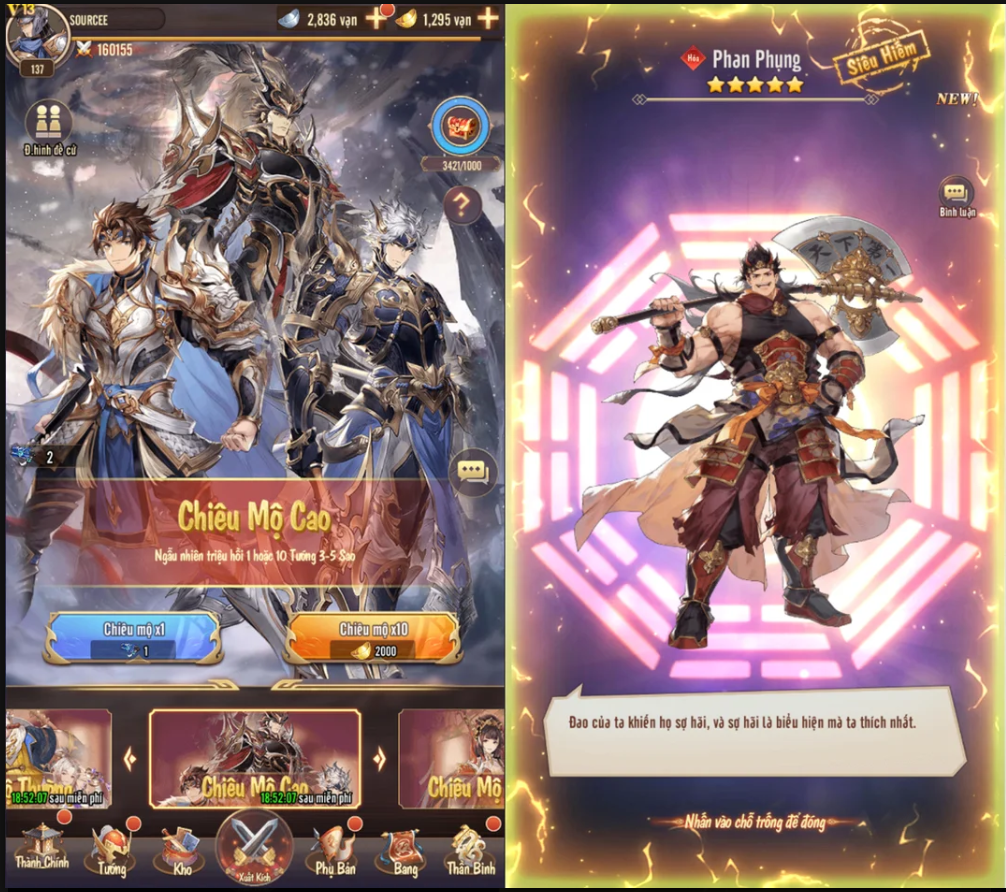 V13
SOURCEE
2,836 vạn
1,295 vạn
160155
137
Đ.hình đề cử
3421/1000
?
2
Chiêu Mộ Cao
Ngẫu nhiên triệu hồi 1 hoặc 10 Tướng 3-5 Sao
Chiêu mộ x1
1
Chiêu mộ x10
2000
ộ Thường
18:52:07 sau miễn phí
Chiêu Mộ Cao
18:52:07 sau miễn phí
Chiêu Mộ
Thành Chính
Tướng
Kho
Xuất Kích
Phụ Bản
Bang
Thần Binh
Hỏa
Phan Phụng
Siêu Hiếm
NEW!
Bình luận
天下第一
Đao của ta khiến họ sợ hãi, và sợ hãi là biểu hiện mà ta thích nhất.
Nhấn vào chỗ trống để đóng